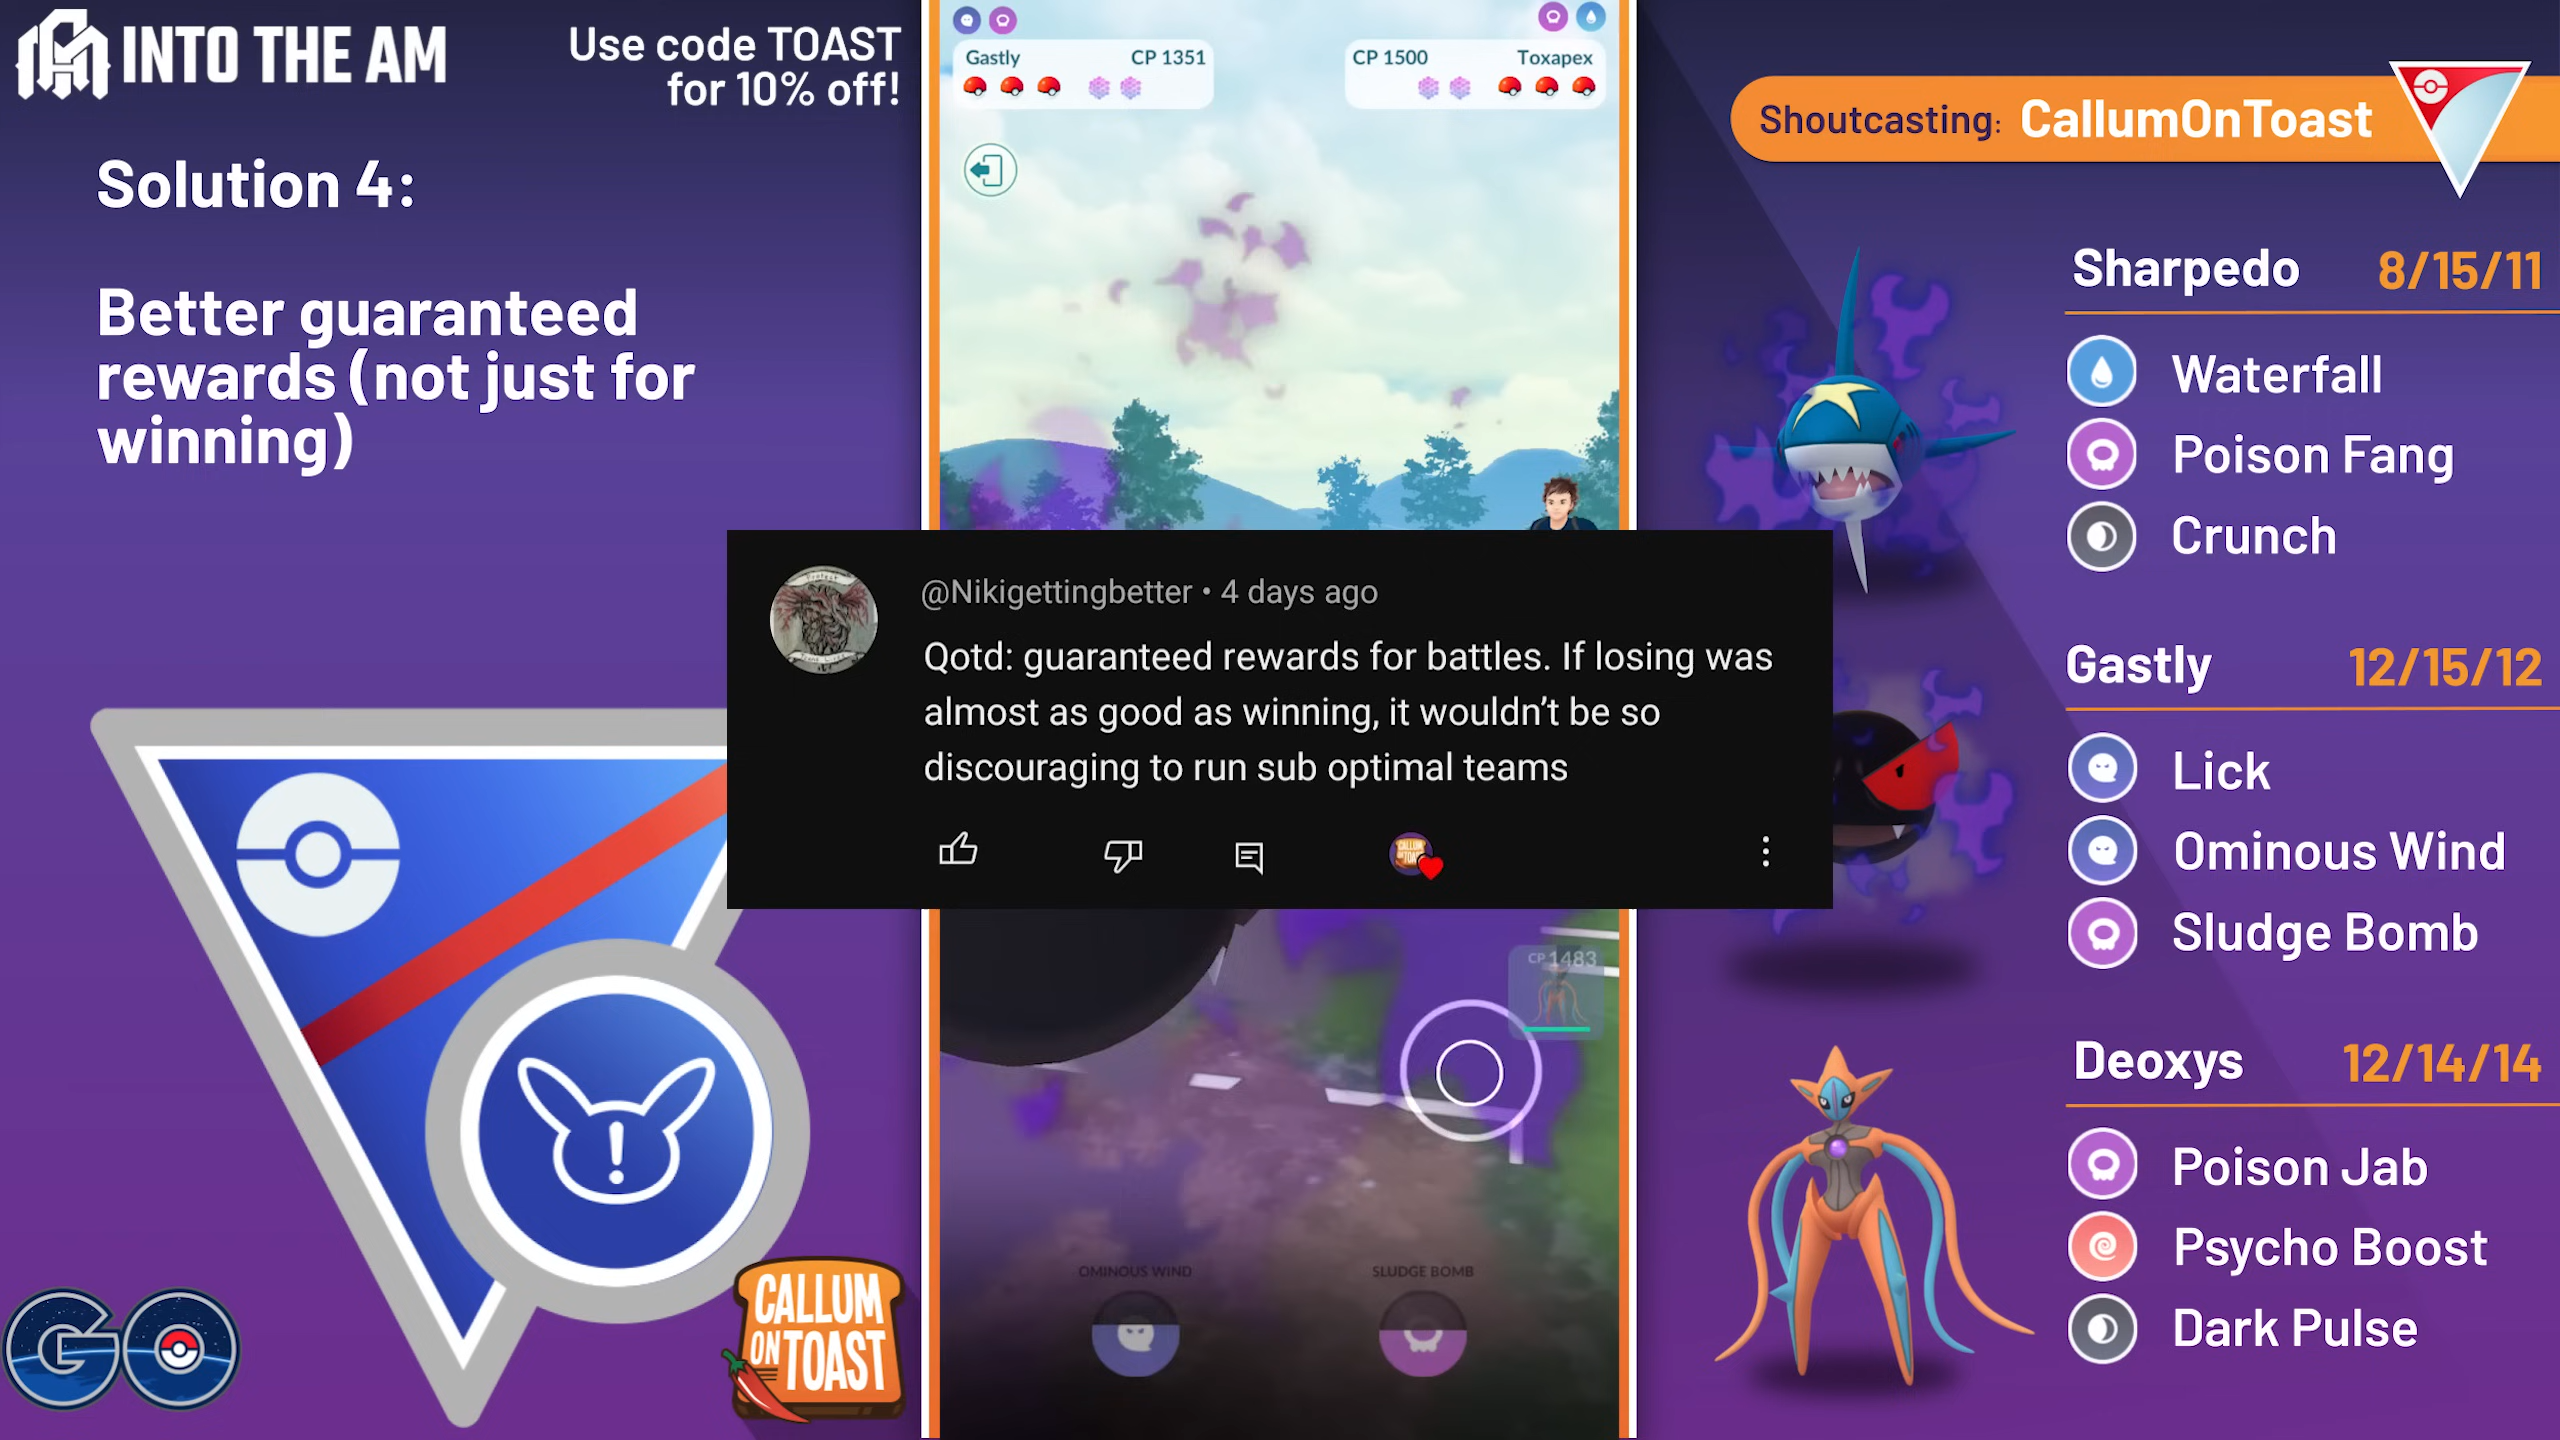 INTO THE AM
Use code TOAST
for 10% off!
Solution 4:
Better guaranteed
rewards (not just for
winning)
Gastly CP 1351
CP 1500 Toxapex
Shoutcasting: CallumOnToast
Sharpedo 8/15/11
Waterfall
Poison Fang
Crunch
@Nikigettingbetter • 4 days ago
Qotd: guaranteed rewards for battles. If losing was
almost as good as winning, it wouldn’t be so
discouraging to run sub optimal teams
Gastly 12/15/12
Lick
Ominous Wind
Sludge Bomb
CP 1483
Deoxys 12/14/14
Poison Jab
Psycho Boost
Dark Pulse
OMINOUS WIND
SLUDGE BOMB
GO
CALLUM
ON TOAST